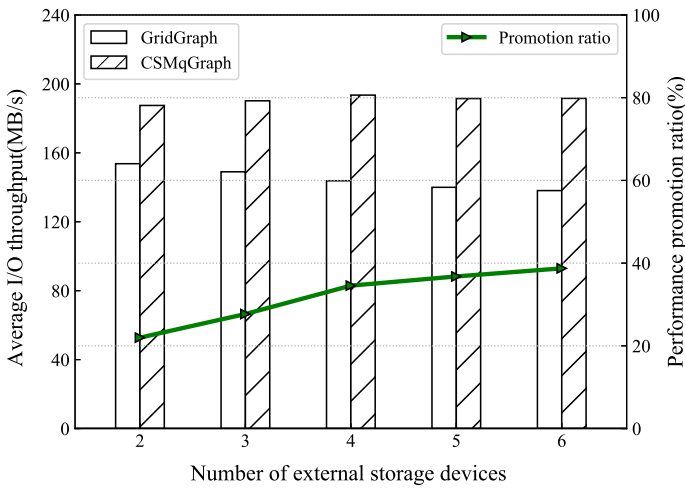 GridGraph
CSMqGraph
Promotion ratio
Average I/O throughput(MB/s)
240
200
160
120
80
40
0
Performance promotion ratio(%)
100
80
60
40
20
0
2 3 4 5 6
Number of external storage devices